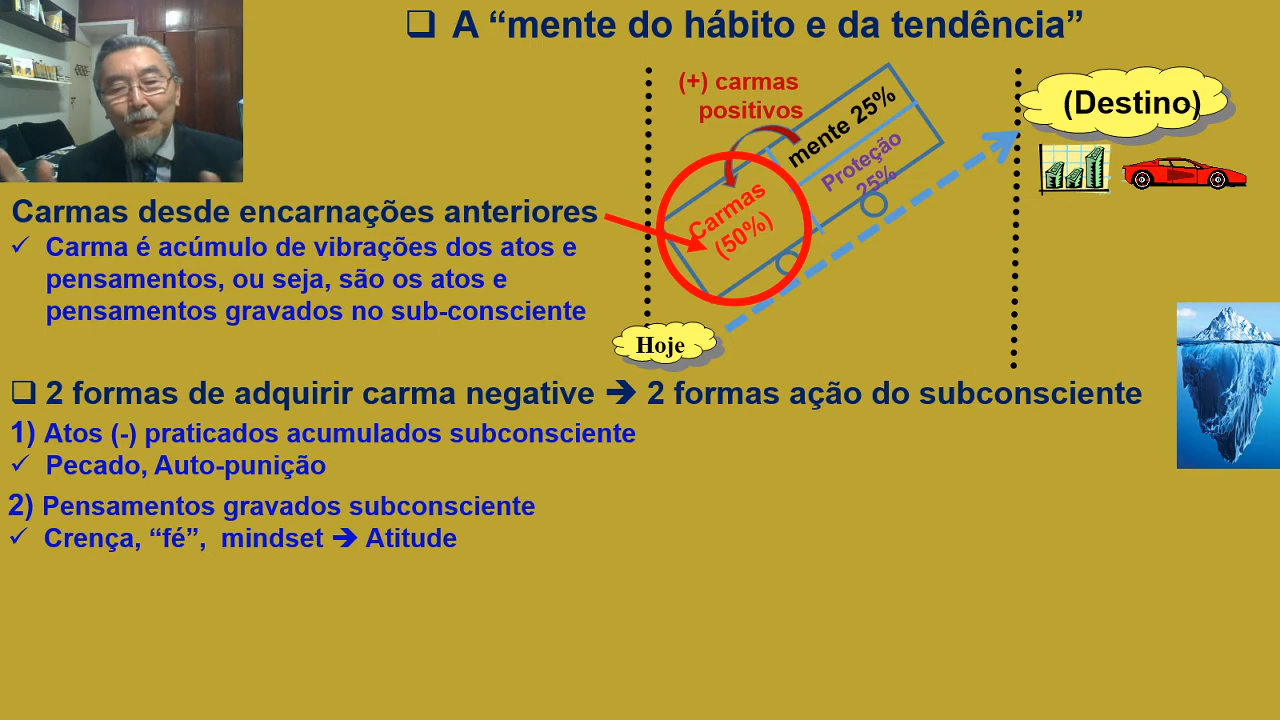 ❑ A “mente do hábito e da tendência”
(+) carmas
positivos
mente 25%
Proteção
25%
Carmas
(50%)
(Destino)
Hoje
Carmas desde encarnações anteriores
✓ Carma é acúmulo de vibrações dos atos e
pensamentos, ou seja, são os atos e
pensamentos gravados no sub-consciente
❑ 2 formas de adquirir carma negative ➔ 2 formas ação do subconsciente
1) Atos (-) praticados acumulados subconsciente
✓ Pecado, Auto-punição
2) Pensamentos gravados subconsciente
✓ Crença, “fé”, mindset ➔ Atitude